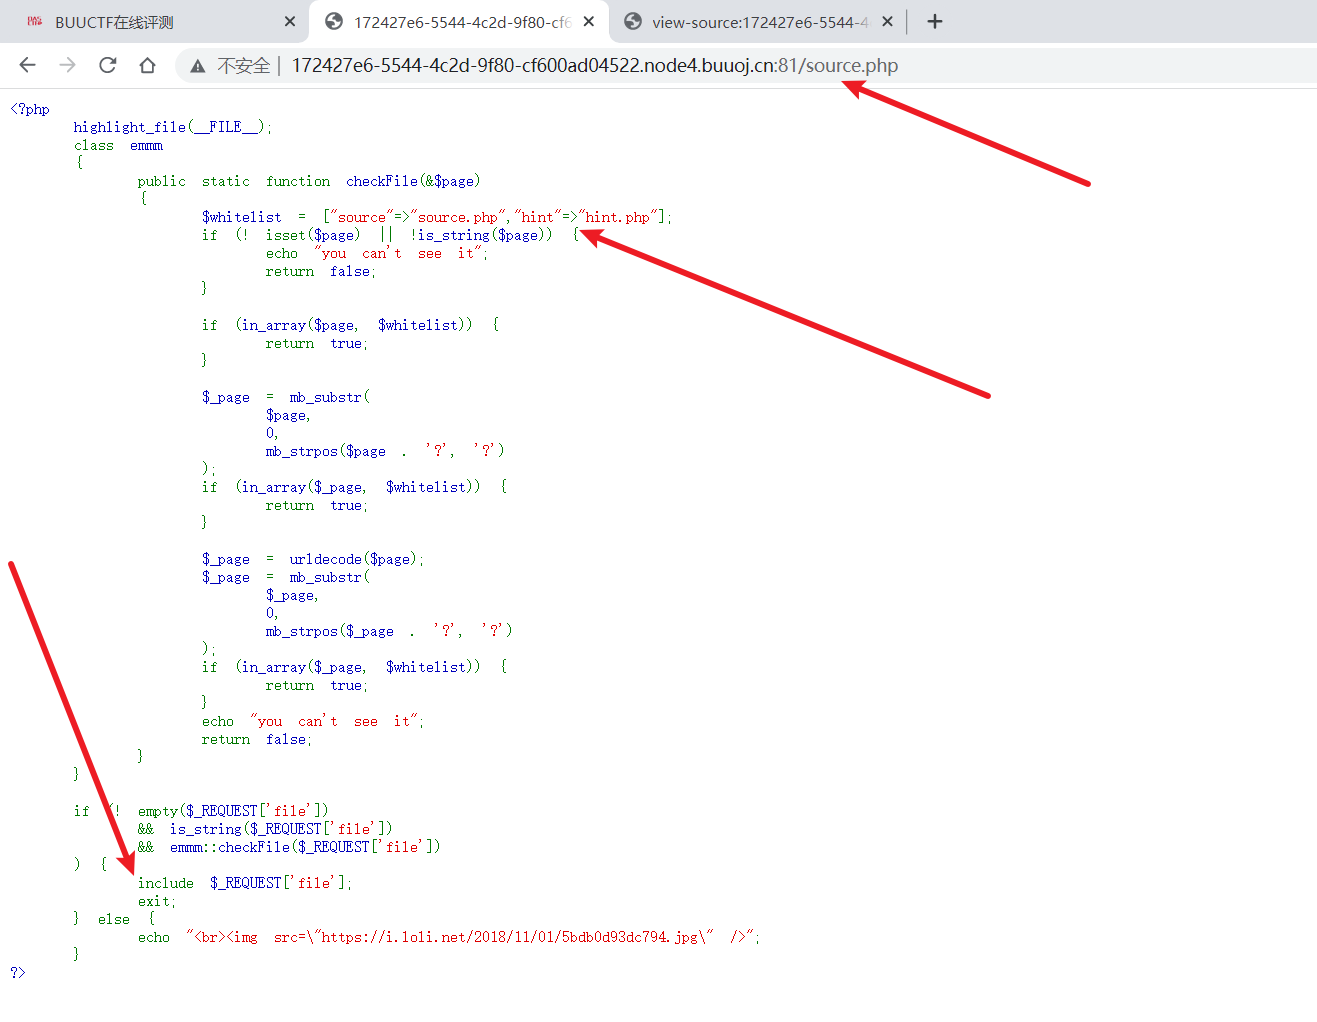 BUUCTF在线评测
172427e6-5544-4c2d-9f80-cf6
view-source:172427e6-5544-4
不安全 | 172427e6-5544-4c2d-9f80-cf600ad04522.node4.buuoj.cn:81/source.php
<?php
highlight_file(__FILE__);
class emmm
{
public static function checkFile(&$page)
{
$whitelist = ["source"=>"source.php","hint"=>"hint.php"];
if (! isset($page) || !is_string($page)) {
echo "you can't see it";
return false;
}
if (in_array($page, $whitelist)) {
return true;
}
$_page = mb_substr(
$page,
0,
mb_strpos($page . '?', '?')
);
if (in_array($_page, $whitelist)) {
return true;
}
$_page = urldecode($page);
$_page = mb_substr(
$_page,
0,
mb_strpos($_page . '?', '?')
);
if (in_array($_page, $whitelist)) {
return true;
}
echo "you can't see it";
return false;
}
}
if (! empty($_REQUEST['file'])
&& is_string($_REQUEST['file'])
&& emmm::checkFile($_REQUEST['file'])
) {
include $_REQUEST['file'];
exit;
} else {
echo "<br><img src=\"https://i.loli.net/2018/11/01/5bdb0d93dc794.jpg\" />";
}
?>